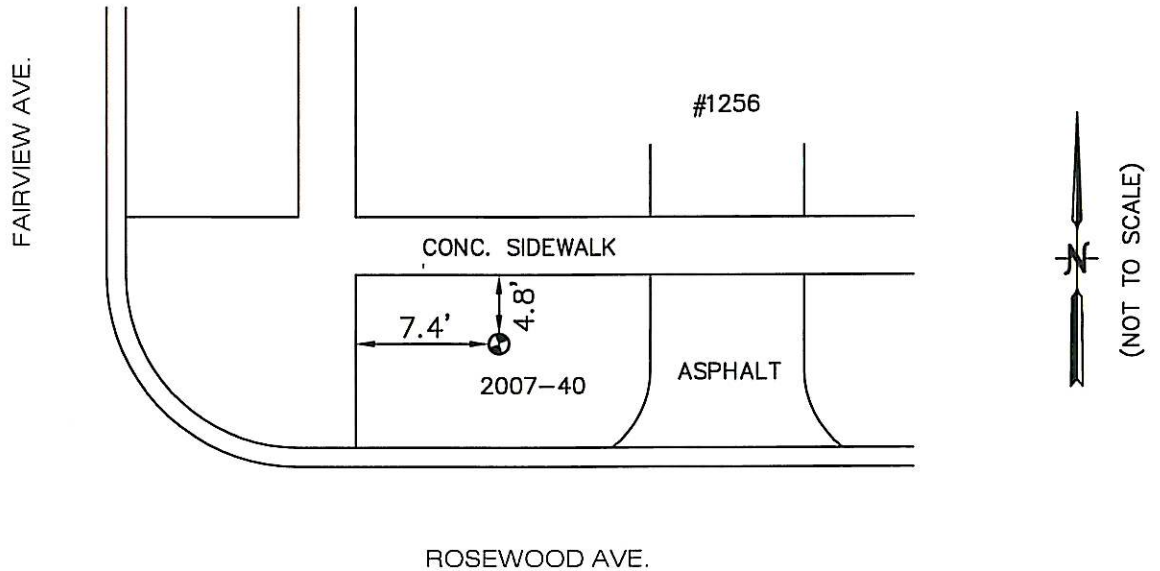 FAIRVIEW AVE.
#1256
CONC. SIDEWALK
7.4'
4.8'
2007-40
ASPHALT
N
(NOT TO SCALE)
ROSEWOOD AVE.